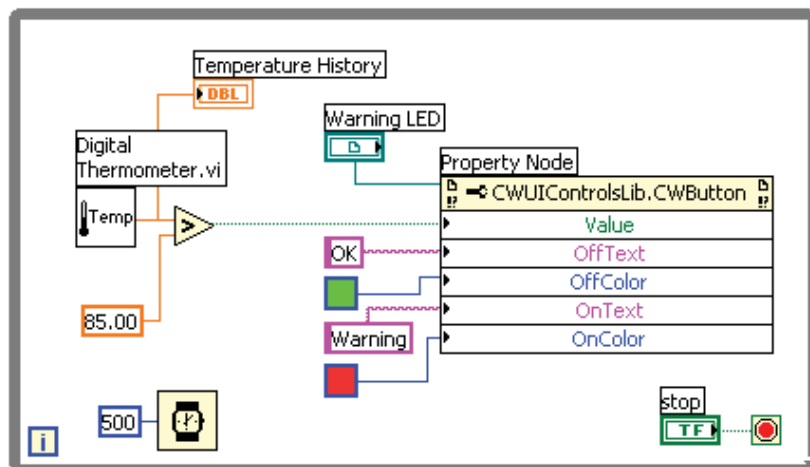 Temperature History
DBL
Warning LED
Digital
Thermometer.vi
Property Node
CWUIControlsLib.CWButton
Temp
>
Value
OK
OffText
OffColor
85.00
OnText
Warning
OnColor
500
stop
TF
i